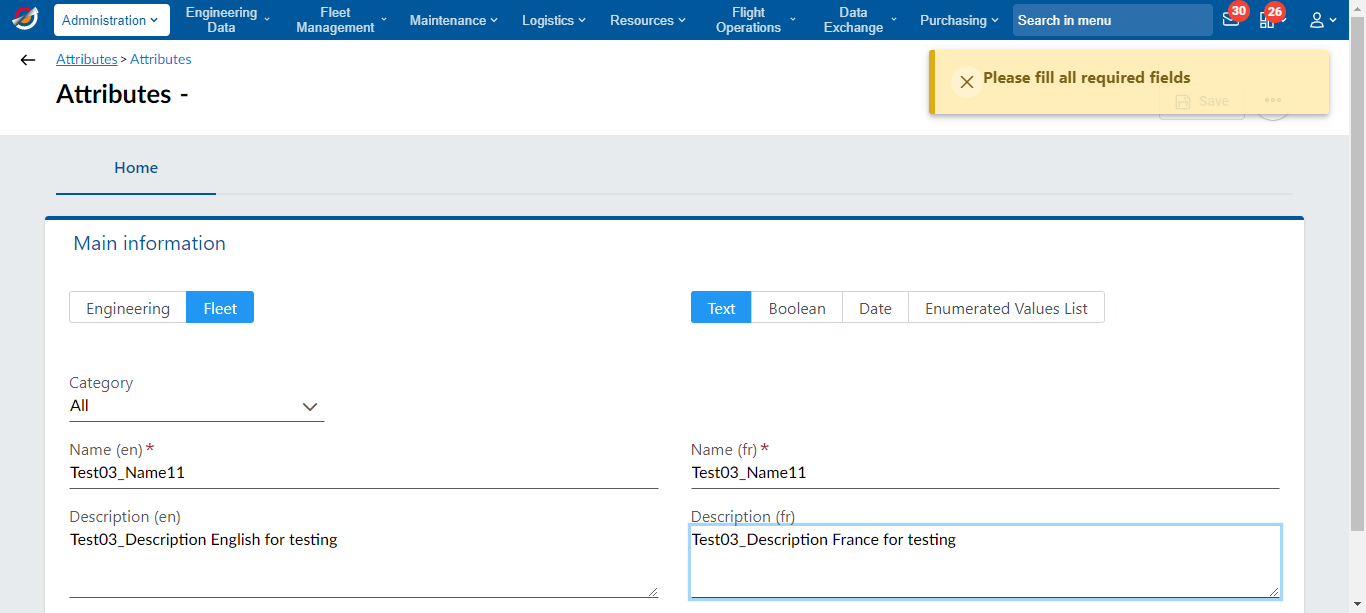 Administration
Engineering Data
Fleet Management
Maintenance
Logistics
Resources
Flight Operations
Data Exchange
Purchasing
Search in menu
30
26
Attributes > Attributes
Attributes -
Please fill all required fields
Save
Home
Main information
Engineering
Fleet
Text
Boolean
Date
Enumerated Values List
Category
All
Name (en) *
Test03_Name11
Name (fr) *
Test03_Name11
Description (en)
Test03_Description English for testing
Description (fr)
Test03_Description France for testing